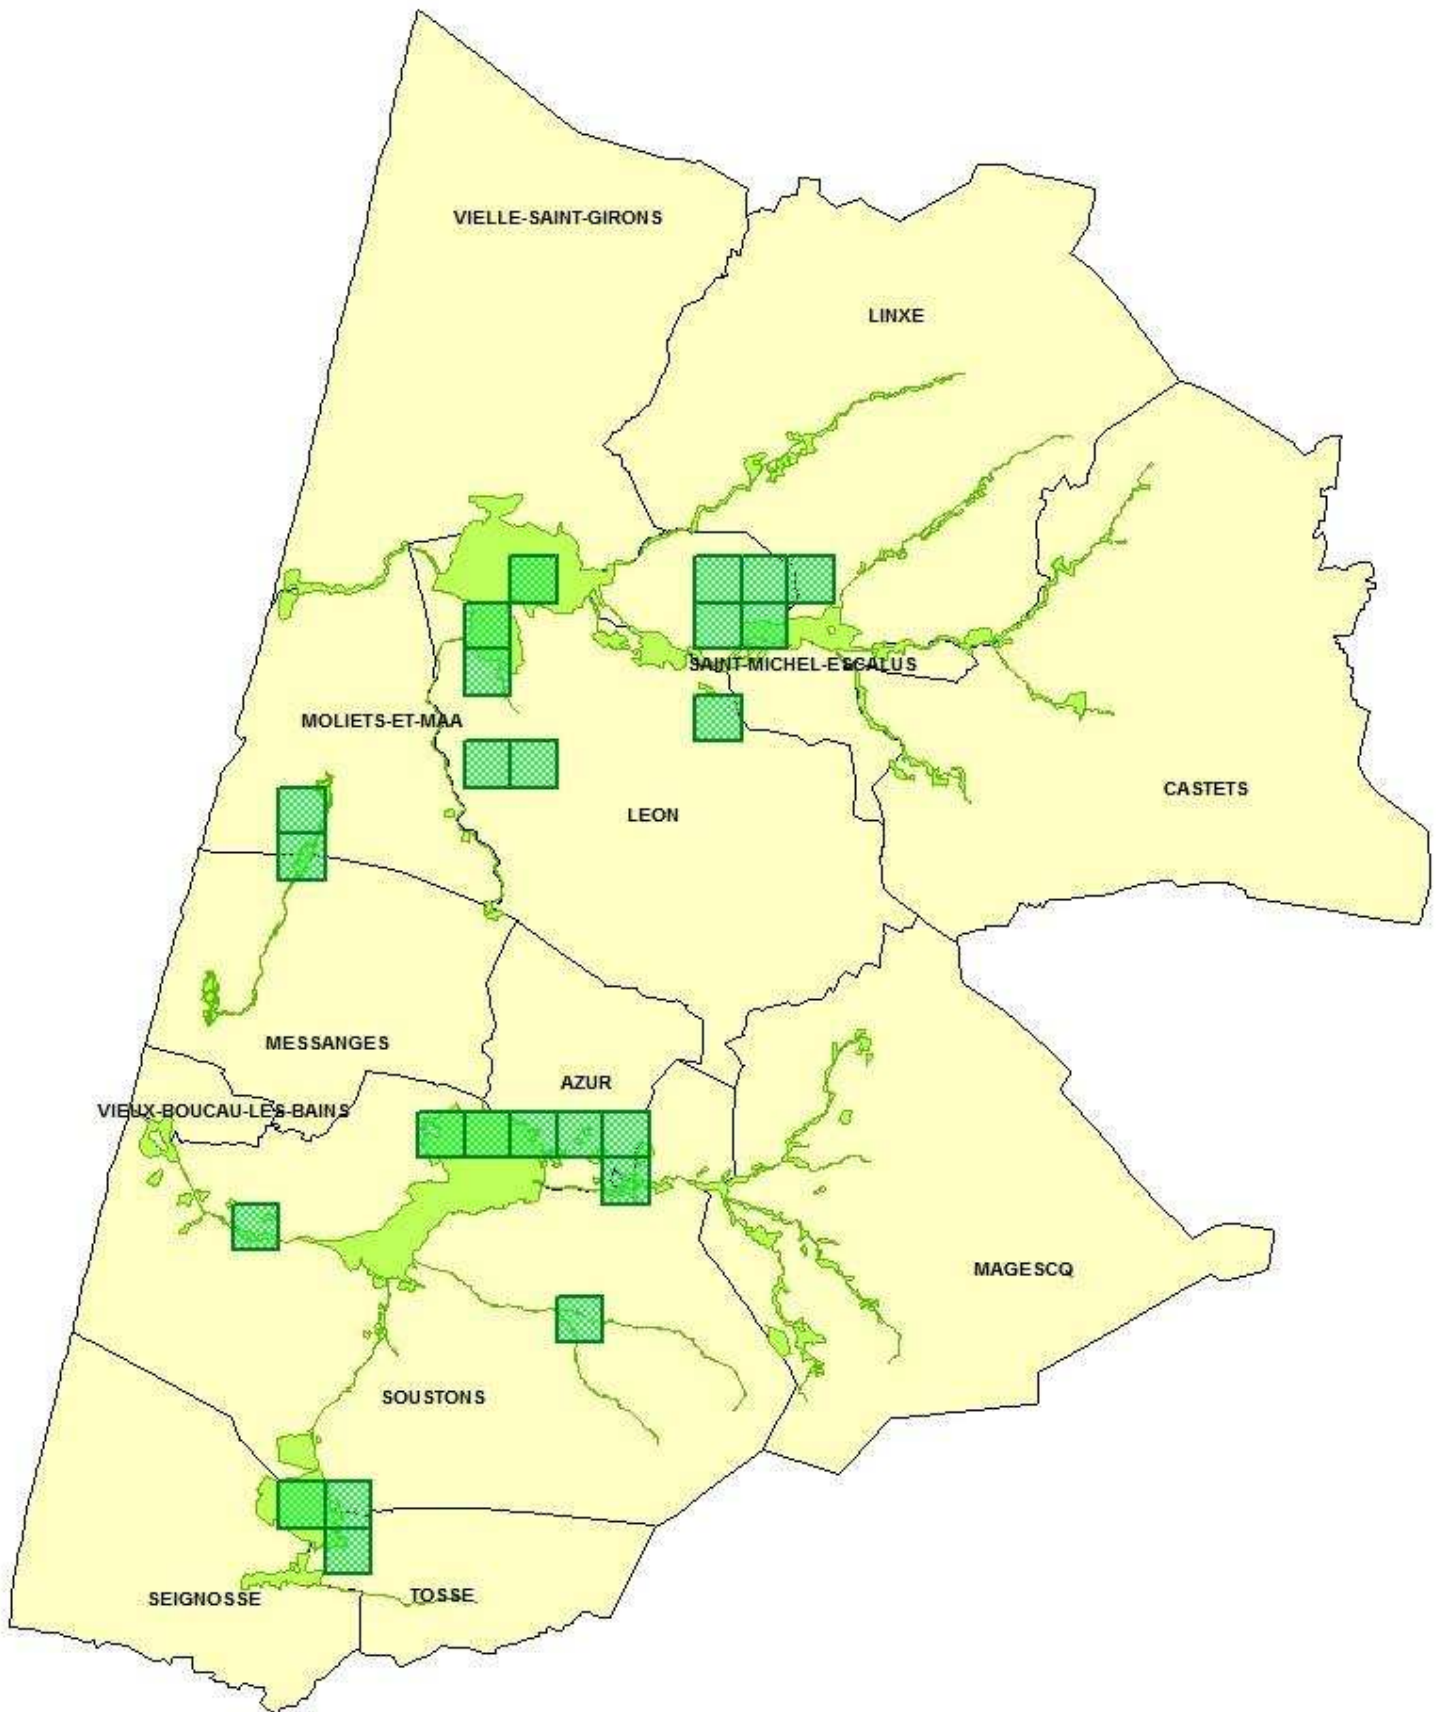 VIELLE-SAINT-GIRONS
LINXE
SAINT-MICHEL-ESCALUS
MOLIETS-ET-MAA
CASTETS
LEON
MESSANGES
AZUR
VIEUX-BOUCAU-LES-BAINS
MAGESCQ
SOUSTONS
TOSSE
SEIGNOSSE